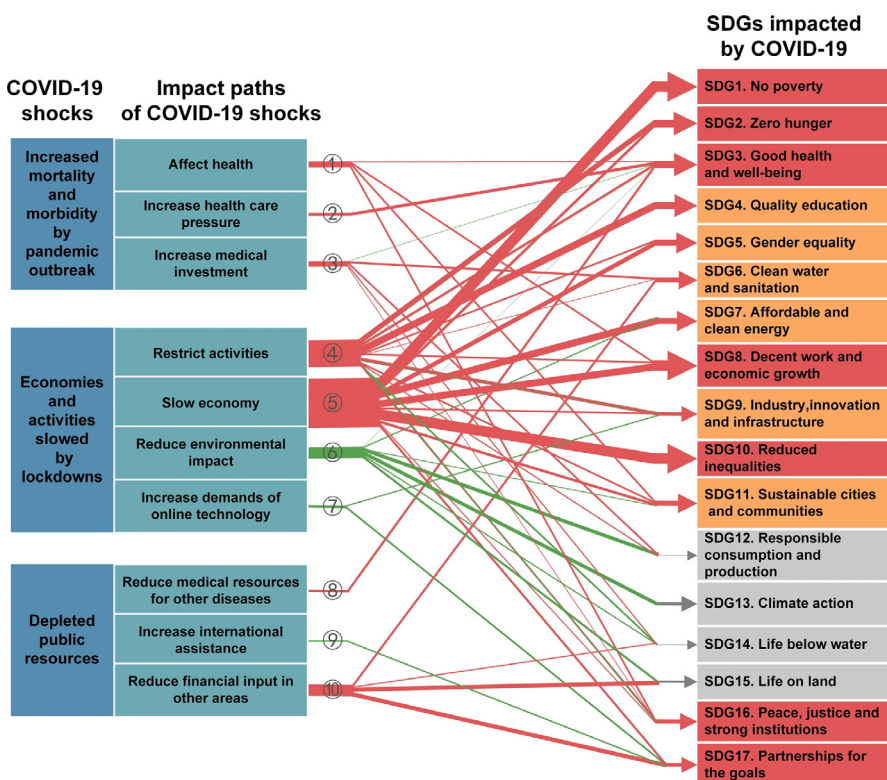 COVID-19
shocks
Impact paths
of COVID-19 shocks
SDGs impacted
by COVID-19
Increased
mortality
and
morbidity
by
pandemic
outbreak
Affect health
①
Increase health care
pressure
②
Increase medical
investment
③
Economies
and
activities
slowed
by
lockdowns
Restrict activities
④
Slow economy
⑤
Reduce environmental
impact
⑥
Increase demands of
online technology
⑦
Depleted
public
resources
Reduce medical resources
for other diseases
⑧
Increase international
assistance
⑨
Reduce financial input in
other areas
⑩
SDG1. No poverty
SDG2. Zero hunger
SDG3. Good health
and well-being
SDG4. Quality education
SDG5. Gender equality
SDG6. Clean water
and sanitation
SDG7. Affordable and
clean energy
SDG8. Decent work and
economic growth
SDG9. Industry,innovation
and infrastructure
SDG10. Reduced
inequalities
SDG11. Sustainable cities
and communities
SDG12. Responsible
consumption and
production
SDG13. Climate action
SDG14. Life below water
SDG15. Life on land
SDG16. Peace, justice and
strong institutions
SDG17. Partnerships for
the goals